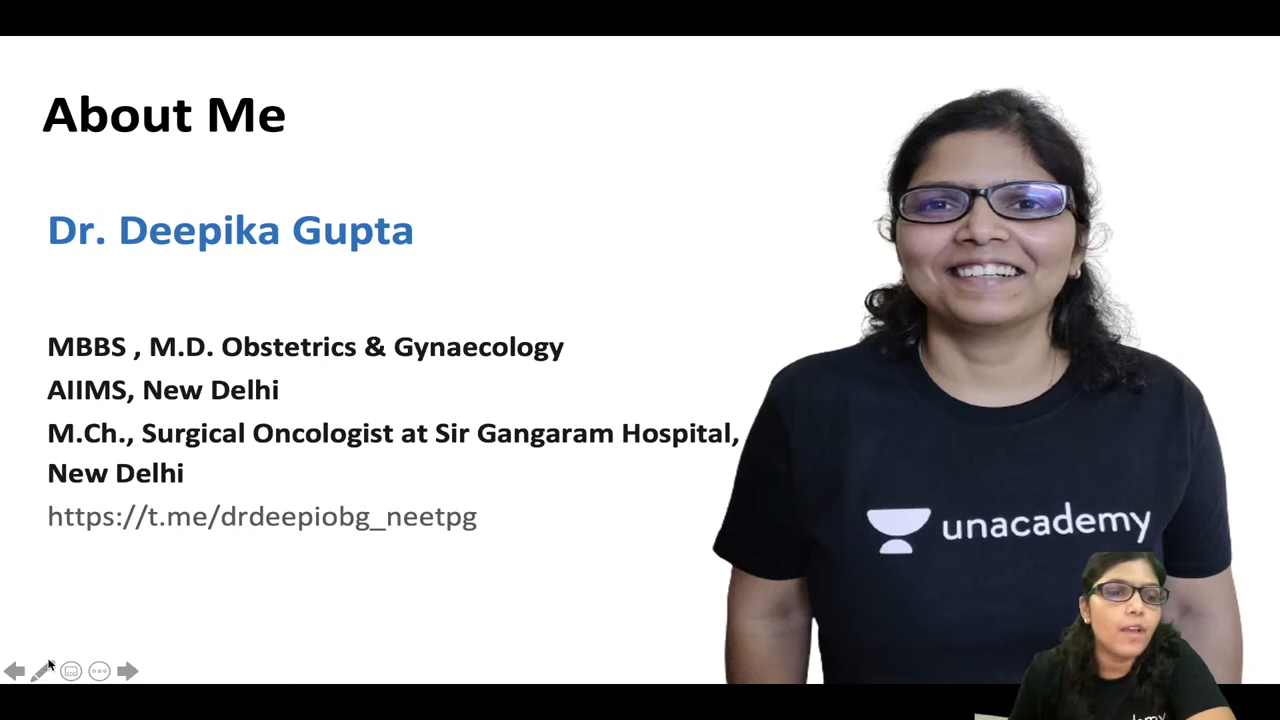 About Me
Dr. Deepika Gupta
MBBS , M.D. Obstetrics & Gynaecology
AIIMS, New Delhi
M.Ch., Surgical Oncologist at Sir Gangaram Hospital,
New Delhi
https://t.me/drdeepiobg_neetpg
unacademy